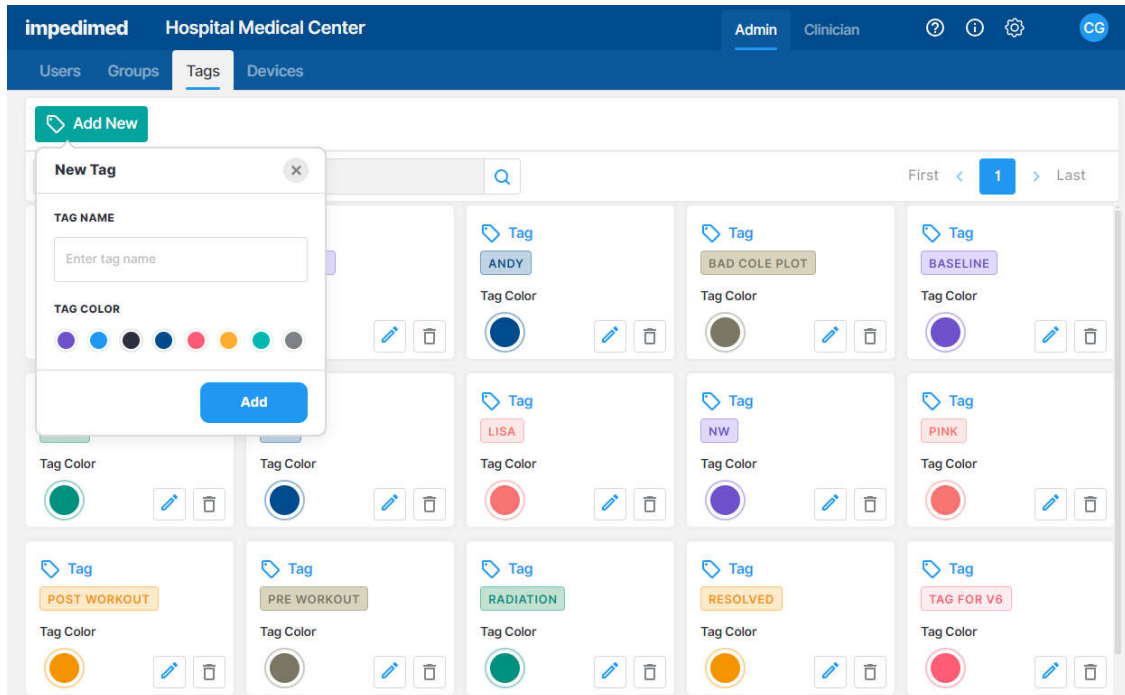 impedimed Hospital Medical Center Admin Clinician CG
Users Groups Tags Devices
Add New
New Tag
First < 1 > Last
TAG NAME
Enter tag name
TAG COLOR
Add
Tag Tag Tag
ANDY BAD COLE PLOT BASELINE
Tag Color Tag Color Tag Color
Tag Tag Tag
LISA NW PINK
Tag Color Tag Color Tag Color Tag Color Tag Color
Tag Tag Tag Tag Tag
POST WORKOUT PRE WORKOUT RADIATION RESOLVED TAG FOR V6
Tag Color Tag Color Tag Color Tag Color Tag Color